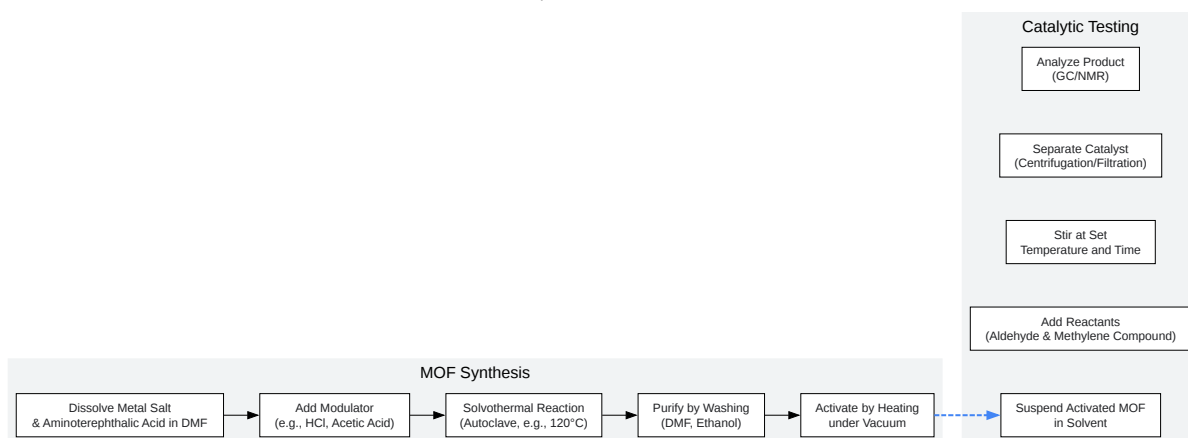 Catalytic Testing
Analyze Product
(GC/NMR)
Separate Catalyst
(Centrifugation/Filtration)
Stir at Set
Temperature and Time
Add Reactants
(Aldehyde & Methylene Compound)
MOF Synthesis
Dissolve Metal Salt
& Aminoterephthalic Acid in DMF
Add Modulator
(e.g., HCl, Acetic Acid)
Solvothermal Reaction
(Autoclave, e.g., 120°C)
Purify by Washing
(DMF, Ethanol)
Activate by Heating
under Vacuum
Suspend Activated MOF
in Solvent